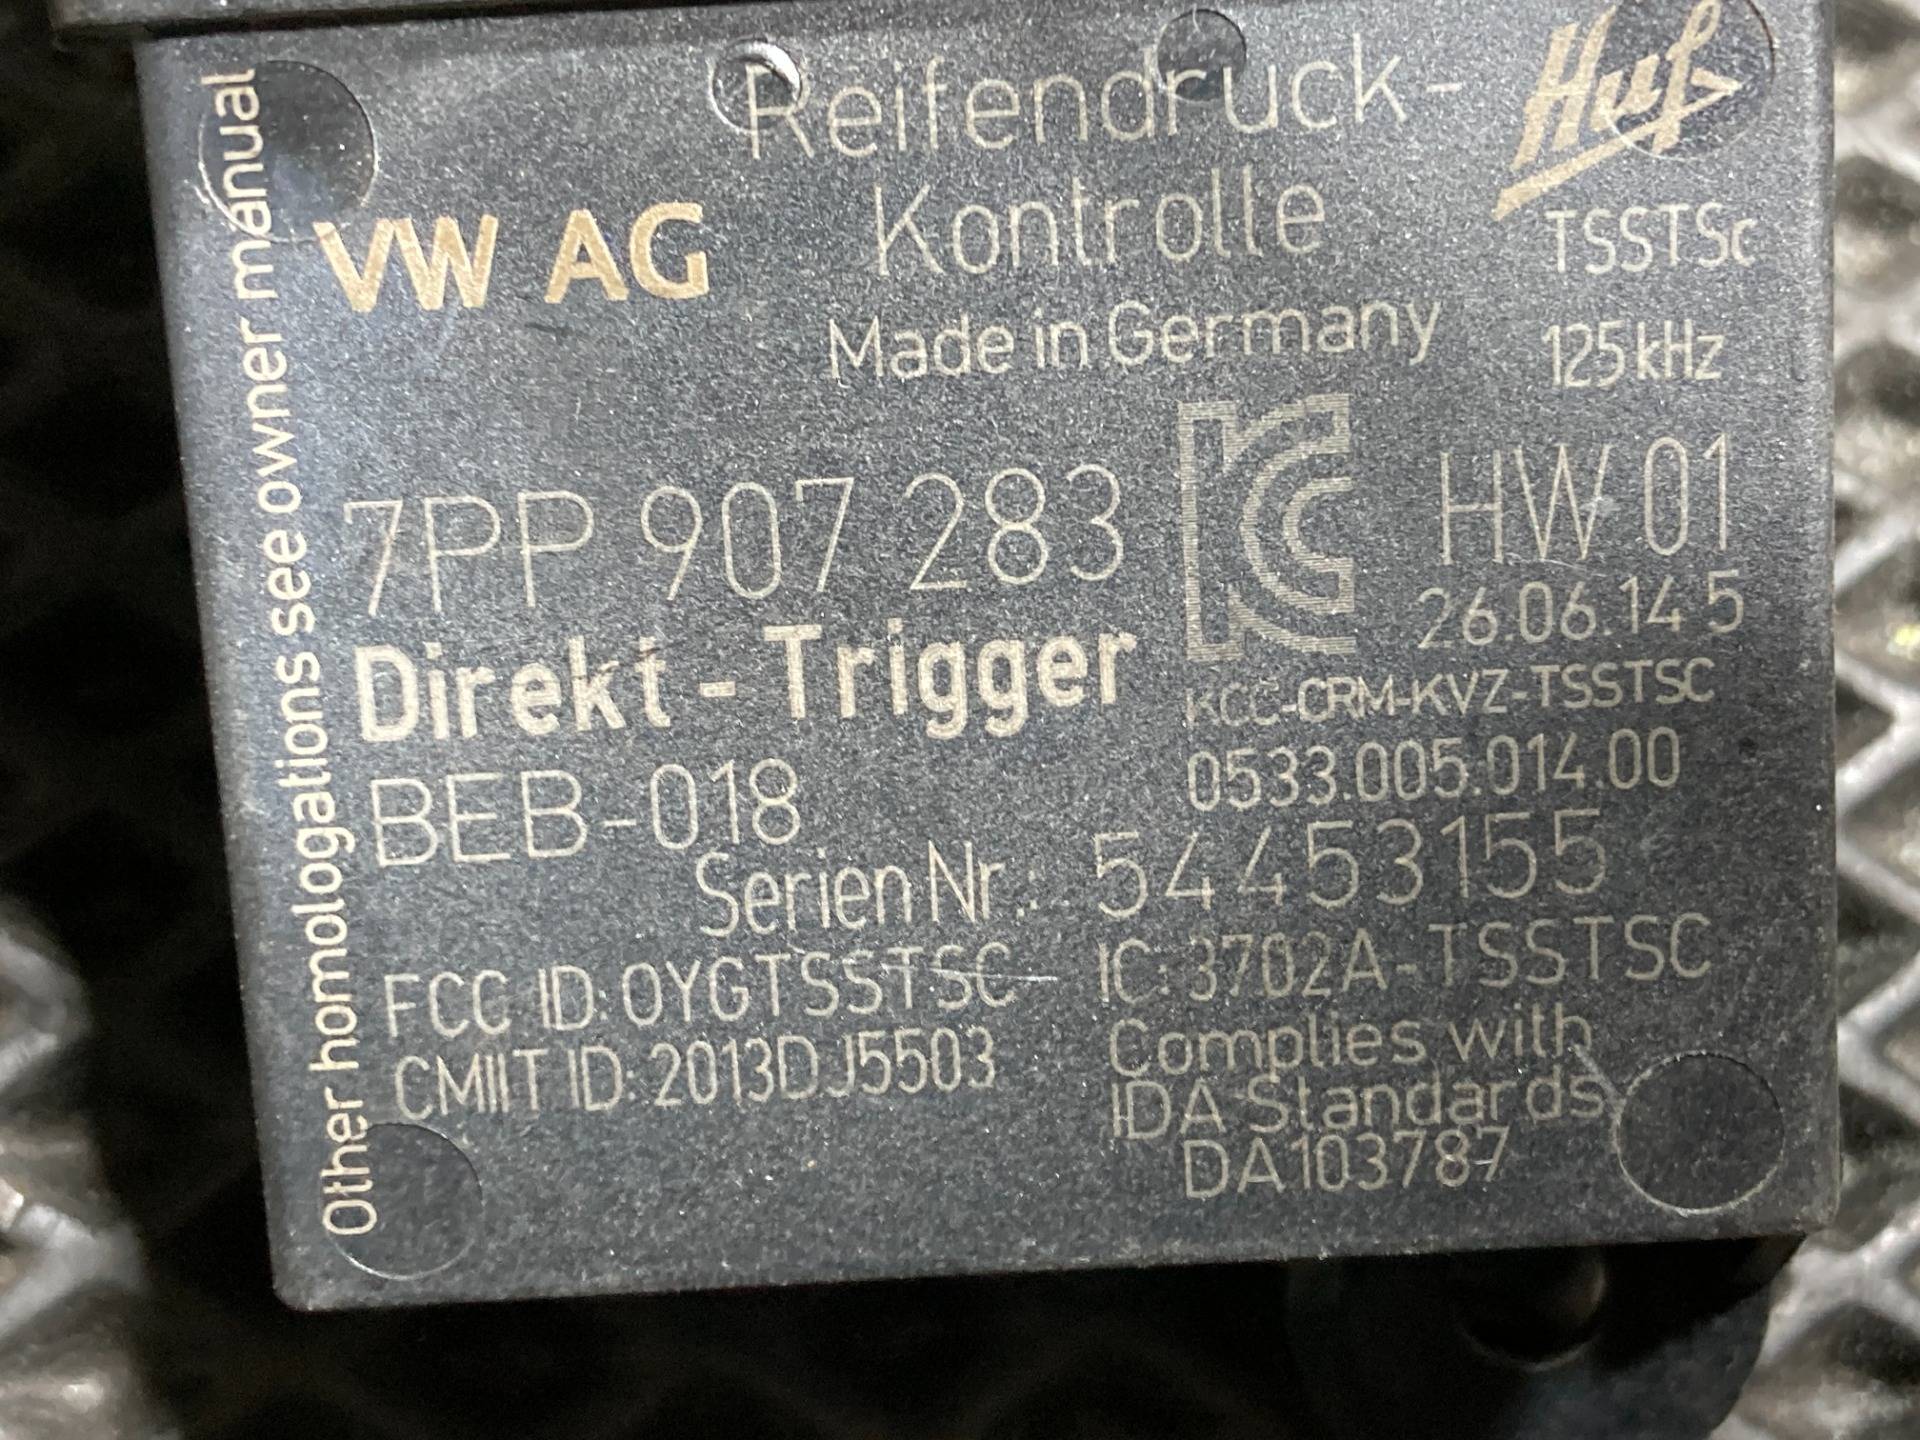 Reifendruck-
Kontrolle
Huf
TSSTSc
VW AG
Made in Germany
125kHz
7PP 907 283
HW 01
26.06.14 5
Direkt - Trigger
KCC-CRM-KVZ-TSSTSC
BEB-018
0533.005.014.00
Serien Nr.: 54453155
FCC ID: OYGTSSTSC
IC: 3702A-TSSTSC
CMIIT ID: 2013DJ5503
Complies with
IDA Standards
DA103787
Other homologations see owner manual